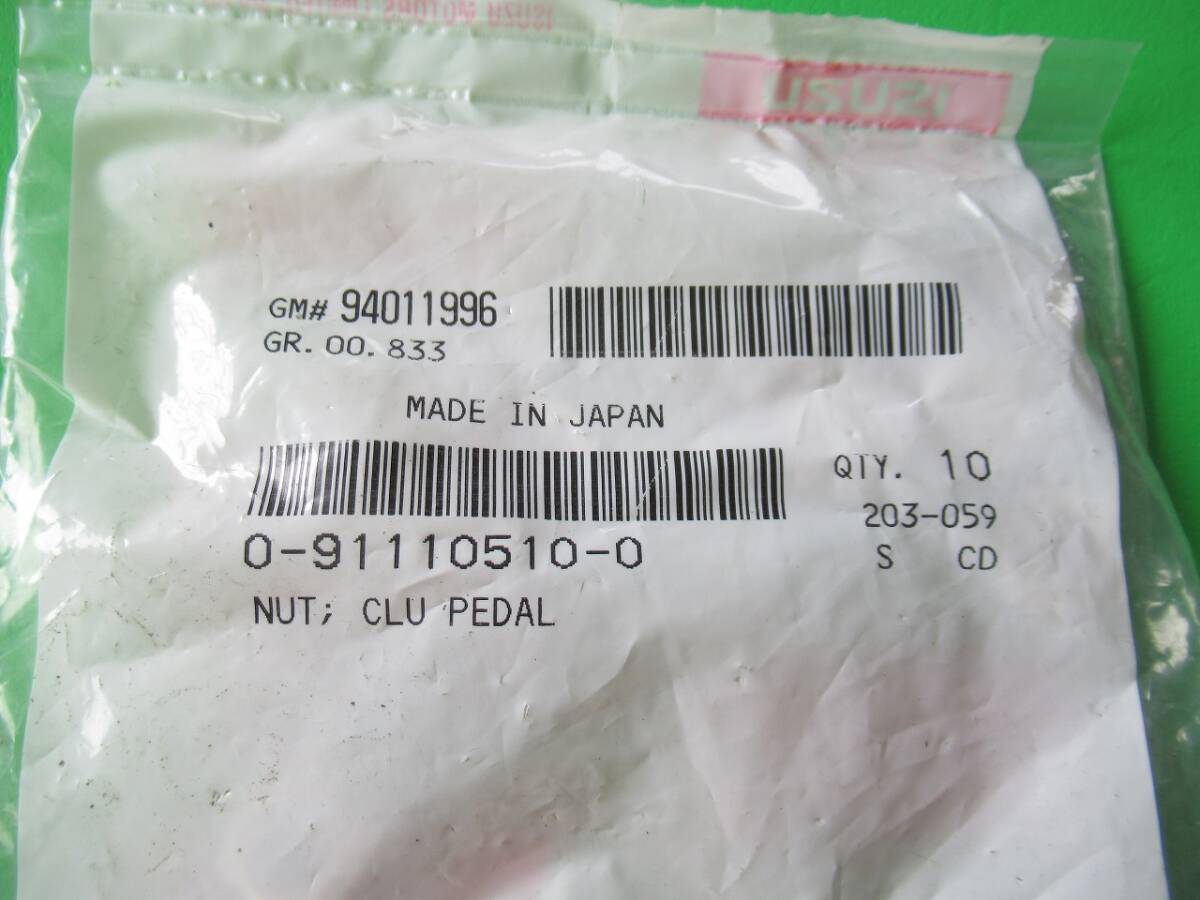 ISUZU
GM# 94011996
GR. 00. 833
MADE IN JAPAN
QTY. 10
203-059
0-91110510-0
S CD
NUT; CLU PEDAL